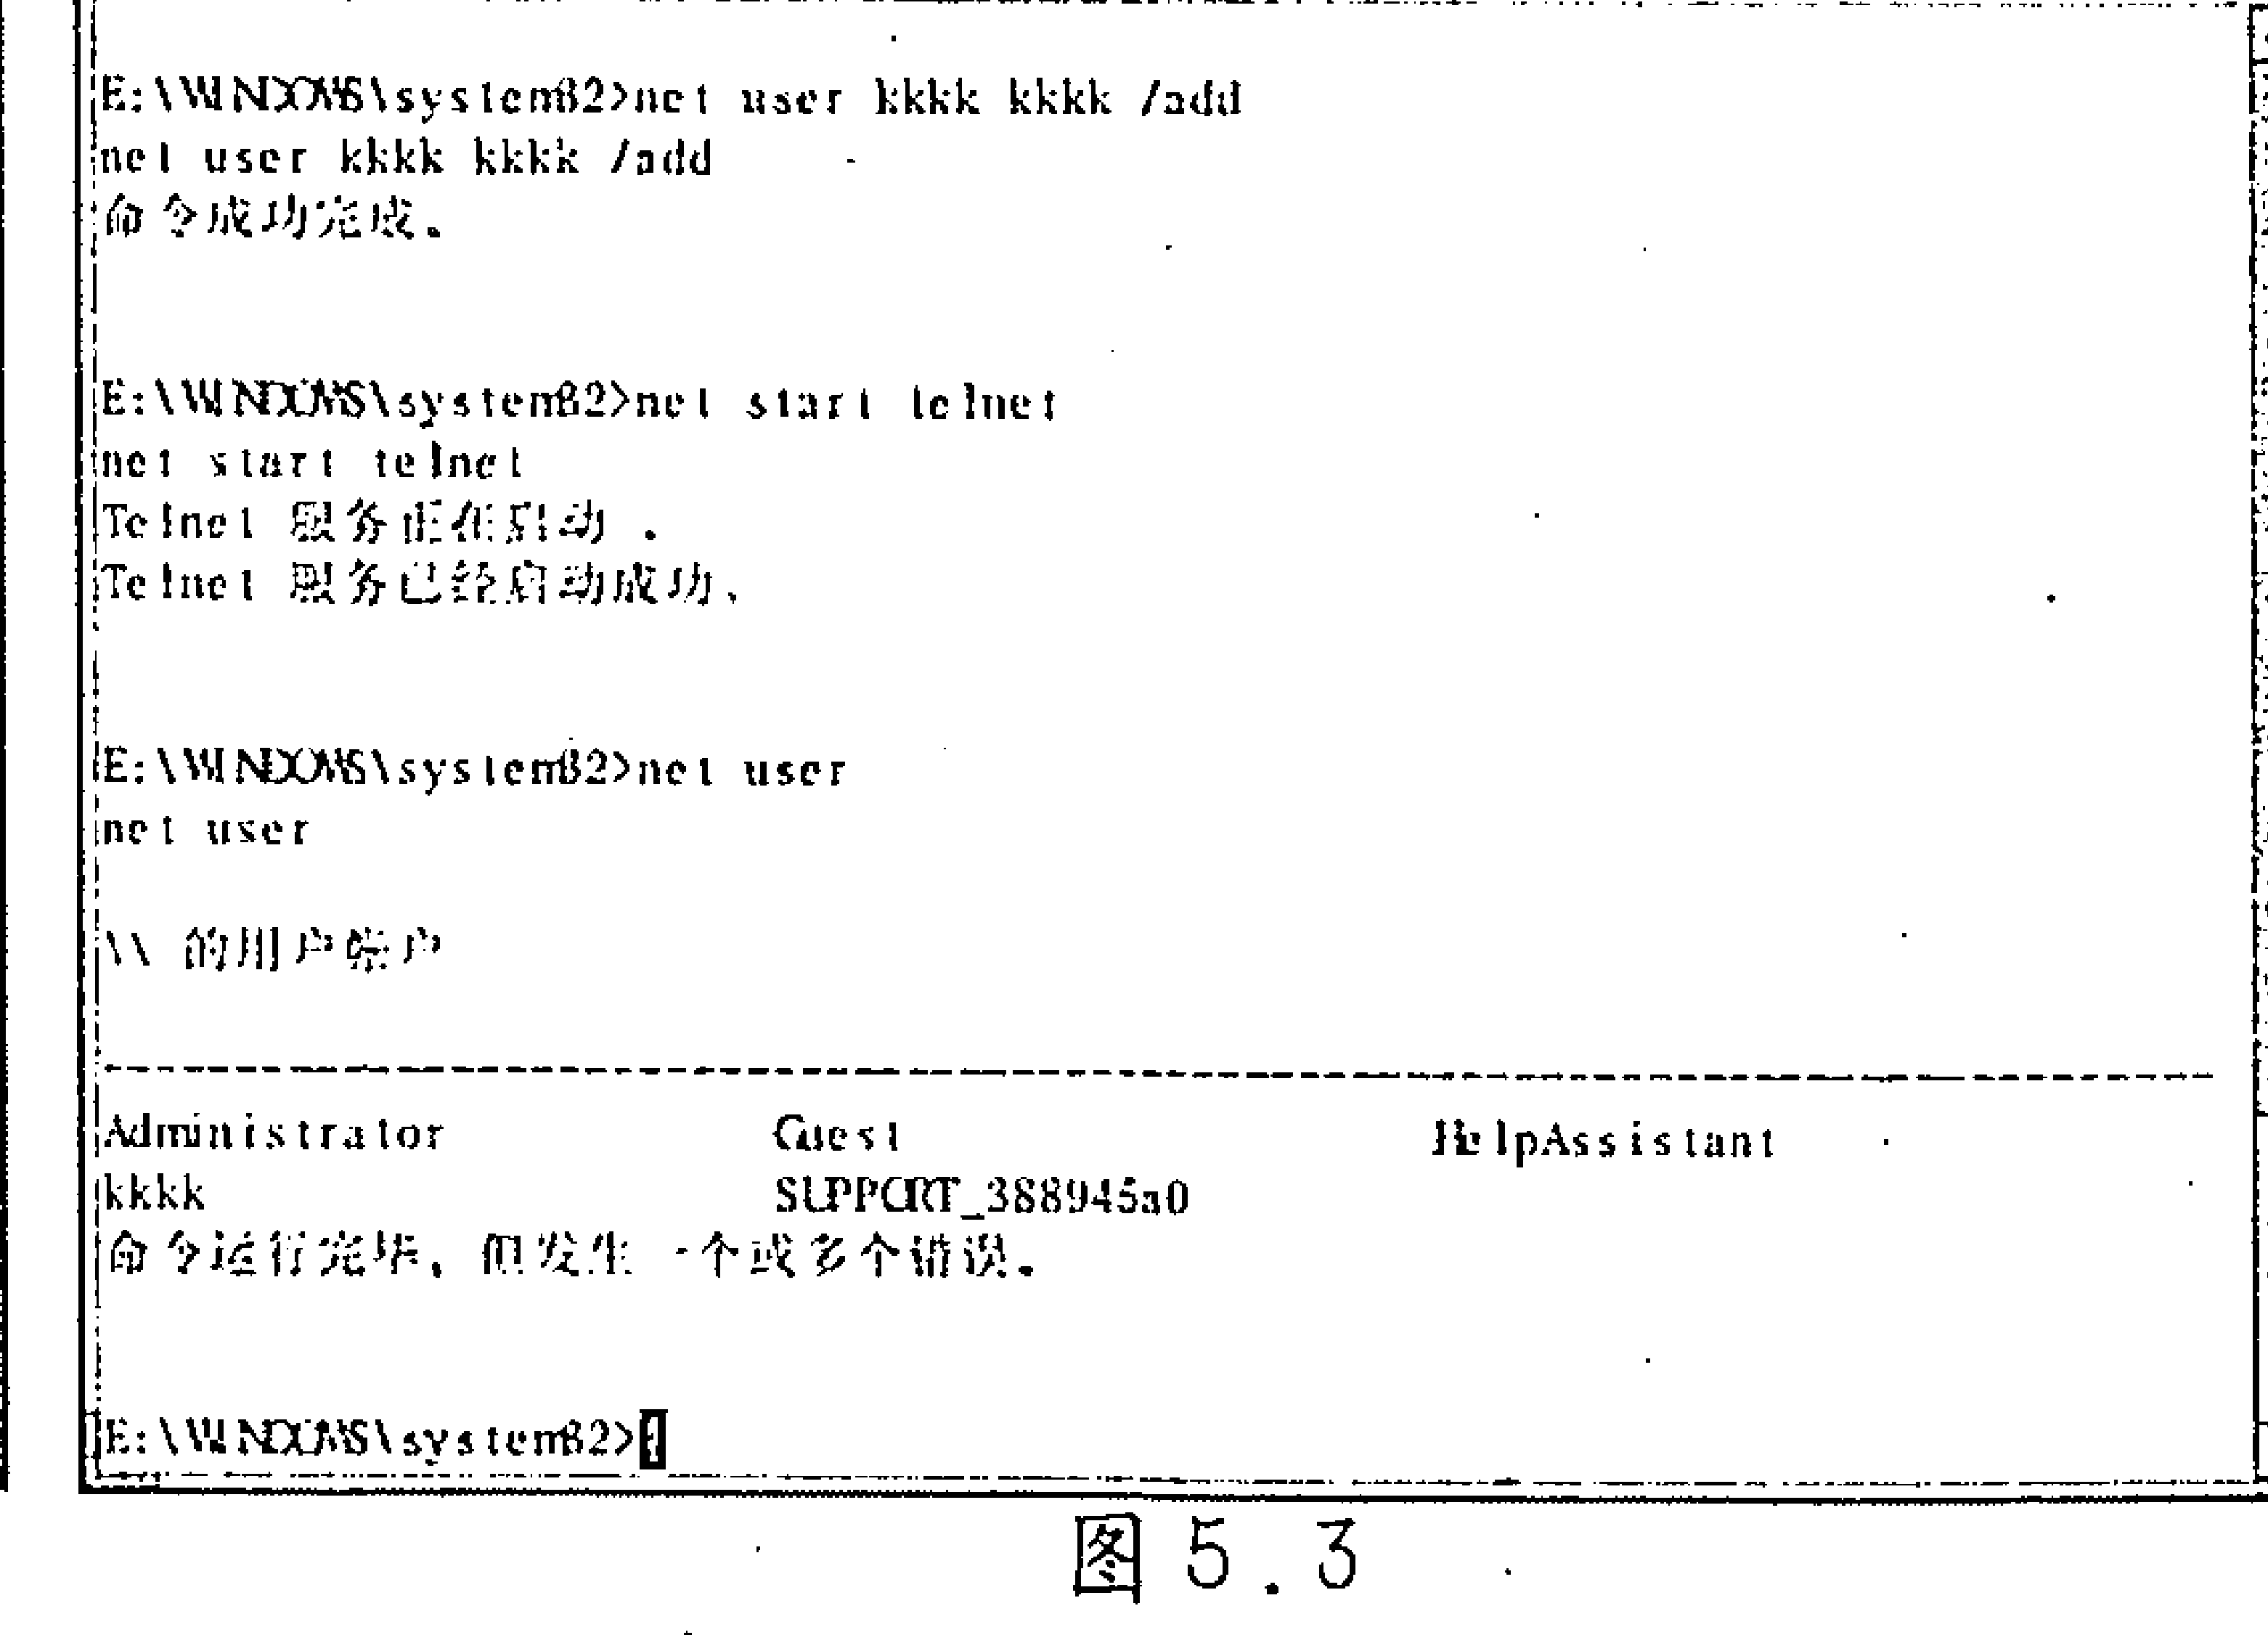 E:\WINDOWS\system32>net user kkkk kkkk /add
net user kkkk kkkk /add
命令成功完成。
E:\WINDOWS\system32>net start telnet
net start telnet
Telnet 服务正在启动 .
Telnet 服务已经启动成功。
E:\WINDOWS\system32>net user
net user
\\ 的用户帐户
Administrator Guest HelpAssistant
kkkk SUPPORT_388945a0
命令运行完毕，但发生一个或多个错误。
E:\WINDOWS\system32>
图 5.3